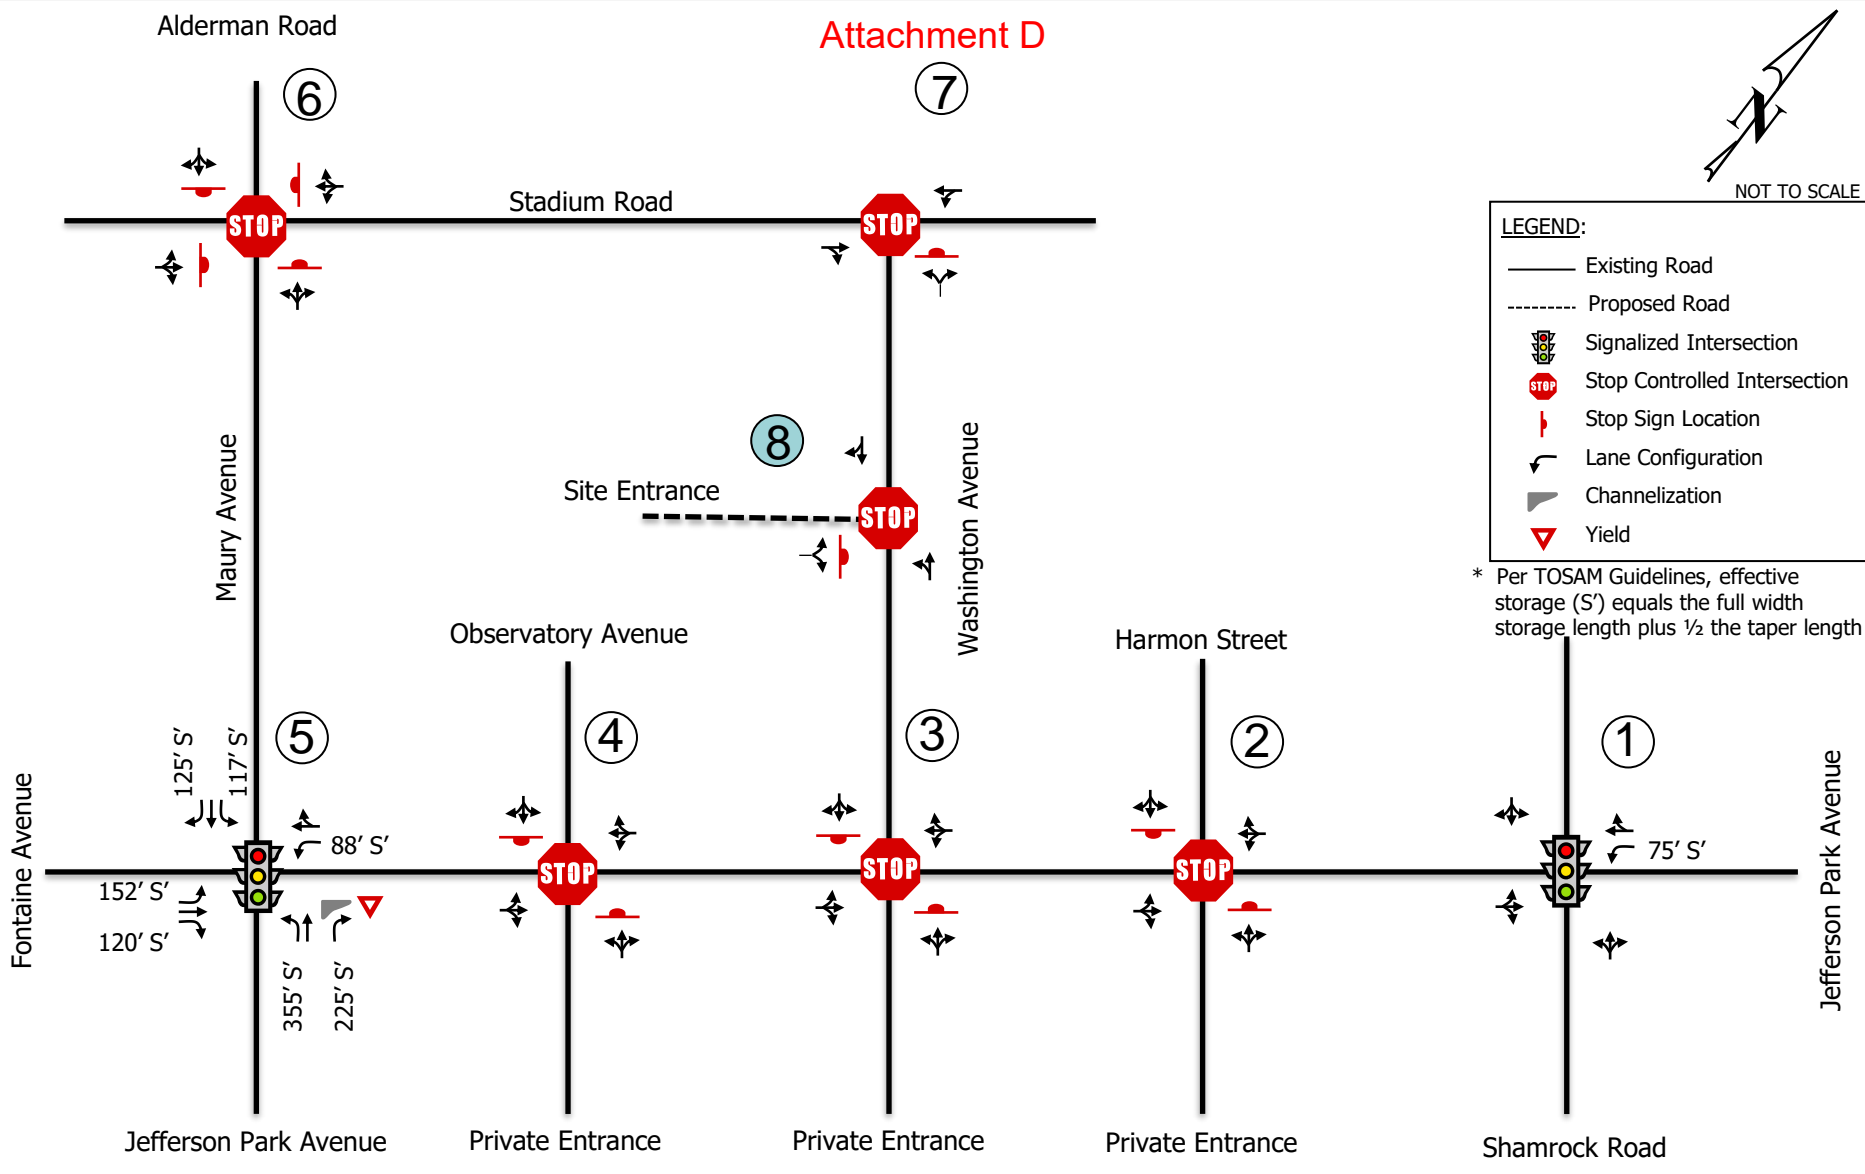 Alderman Road
Attachment D
6
7
N
NOT TO SCALE
STOP
Stadium Road
STOP
LEGEND:
Existing Road
Proposed Road
Signalized Intersection
STOP Stop Controlled Intersection
Stop Sign Location
Lane Configuration
Channelization
Yield
* Per TOSAM Guidelines, effective
storage (S’) equals the full width
storage length plus ½ the taper length
Maury Avenue
8
Site Entrance
STOP
Washington Avenue
Observatory Avenue
Harmon Street
Fontaine Avenue
125’ S’
117’ S’
5
4
3
2
1
88’ S’
75’ S’
STOP
STOP
STOP
152’ S’
120’ S’
355’ S’
225’ S’
Jefferson Park Avenue
Jefferson Park Avenue
Private Entrance
Private Entrance
Private Entrance
Shamrock Road